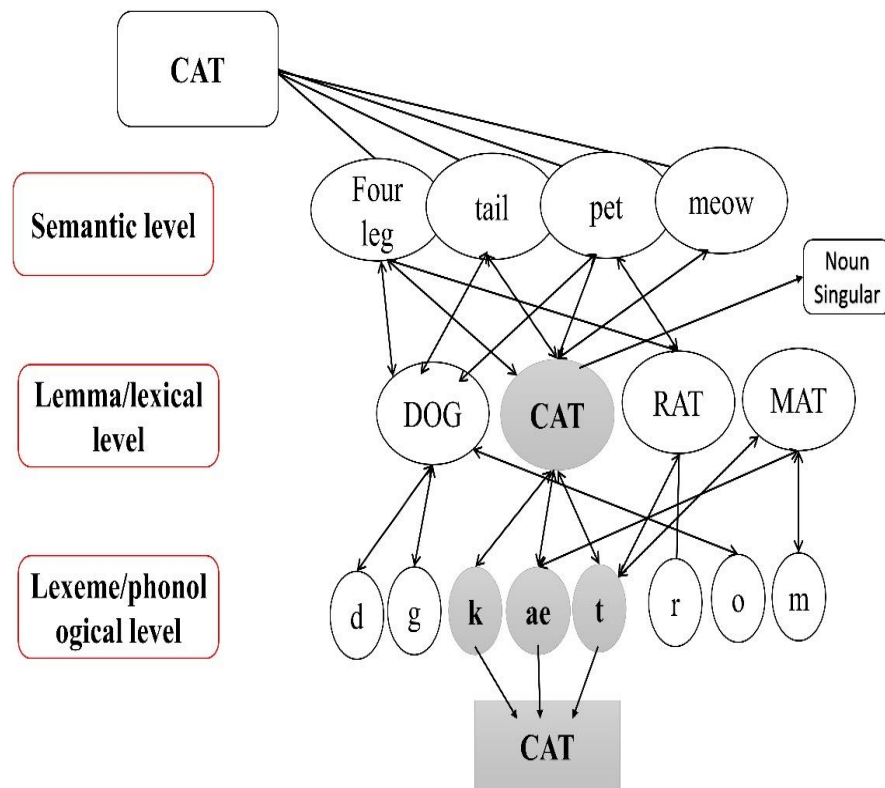 CAT
Four
leg
tail
pet
meow
Semantic level
Noun
Singular
Lemma/lexical
level
DOG
CAT
RAT
MAT
Lexeme/phonol
ogical level
d
g
k
ae
t
r
o
m
CAT